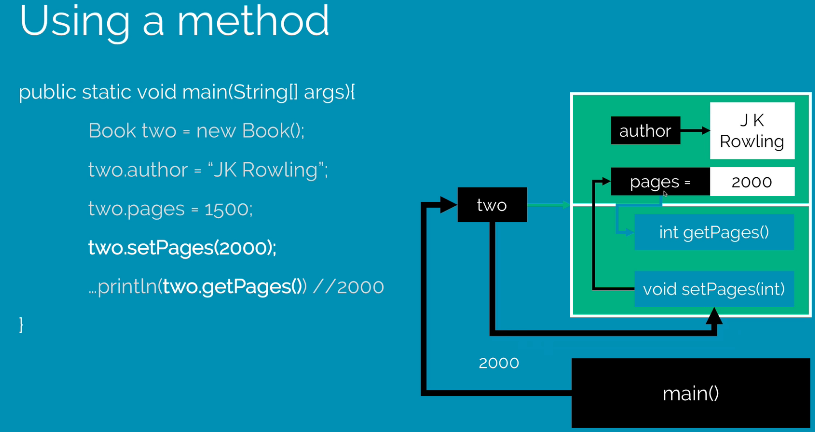 Using a method
public static void main(String[] args){
Book two = new Book();
two.author = “JK Rowling”;
two.pages = 1500;
two.setPages(2000);
…println(two.getPages()) //2000
}
two
author
J K
Rowling
pages =
2000
int getPages()
void setPages(int)
2000
main()